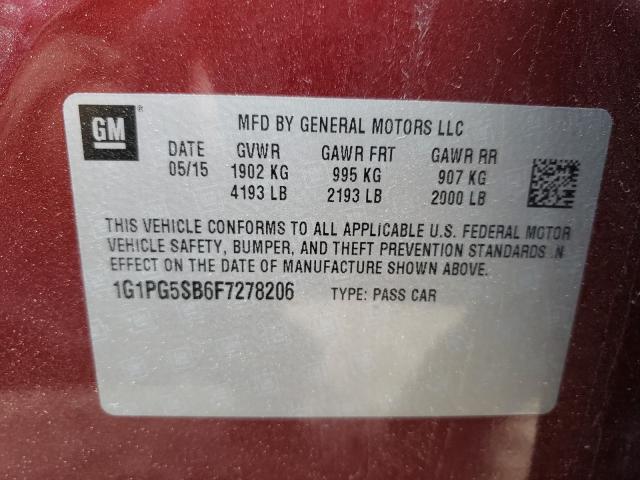 GM
®
MFD BY GENERAL MOTORS LLC
DATE GVWR GAWR FRT GAWR RR
05/15 1902 KG 995 KG 907 KG
4193 LB 2193 LB 2000 LB
THIS VEHICLE CONFORMS TO ALL APPLICABLE U.S. FEDERAL MOTOR
VEHICLE SAFETY, BUMPER, AND THEFT PREVENTION STANDARDS IN
EFFECT ON THE DATE OF MANUFACTURE SHOWN ABOVE.
1G1PG5SB6F7278206 TYPE: PASS CAR